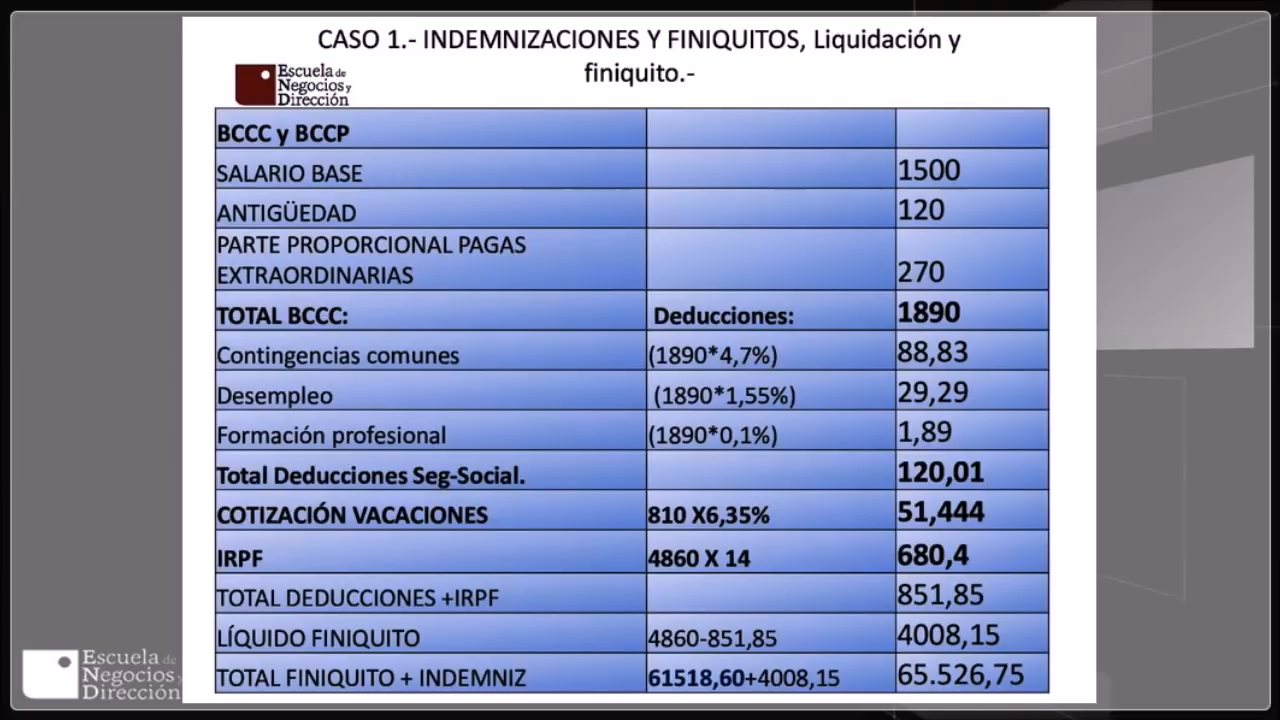 CASO 1.- INDEMNIZACIONES Y FINIQUITOS, Liquidación y
finiquito.-
Escuela de
Negocios y
Dirección
BCCC y BCCP
SALARIO BASE 1500
ANTIGÜEDAD 120
PARTE PROPORCIONAL PAGAS
EXTRAORDINARIAS 270
TOTAL BCCC: Deducciones: 1890
Contingencias comunes (1890*4,7%) 88,83
Desempleo (1890*1,55%) 29,29
Formación profesional (1890*0,1%) 1,89
Total Deducciones Seg-Social. 120,01
COTIZACIÓN VACACIONES 810 X6,35% 51,444
IRPF 4860 X 14 680,4
TOTAL DEDUCCIONES +IRPF 851,85
LÍQUIDO FINIQUITO 4860-851,85 4008,15
TOTAL FINIQUITO + INDEMNIZ 61518,60+4008,15 65.526,75
Escuela de
Negocios y
Dirección